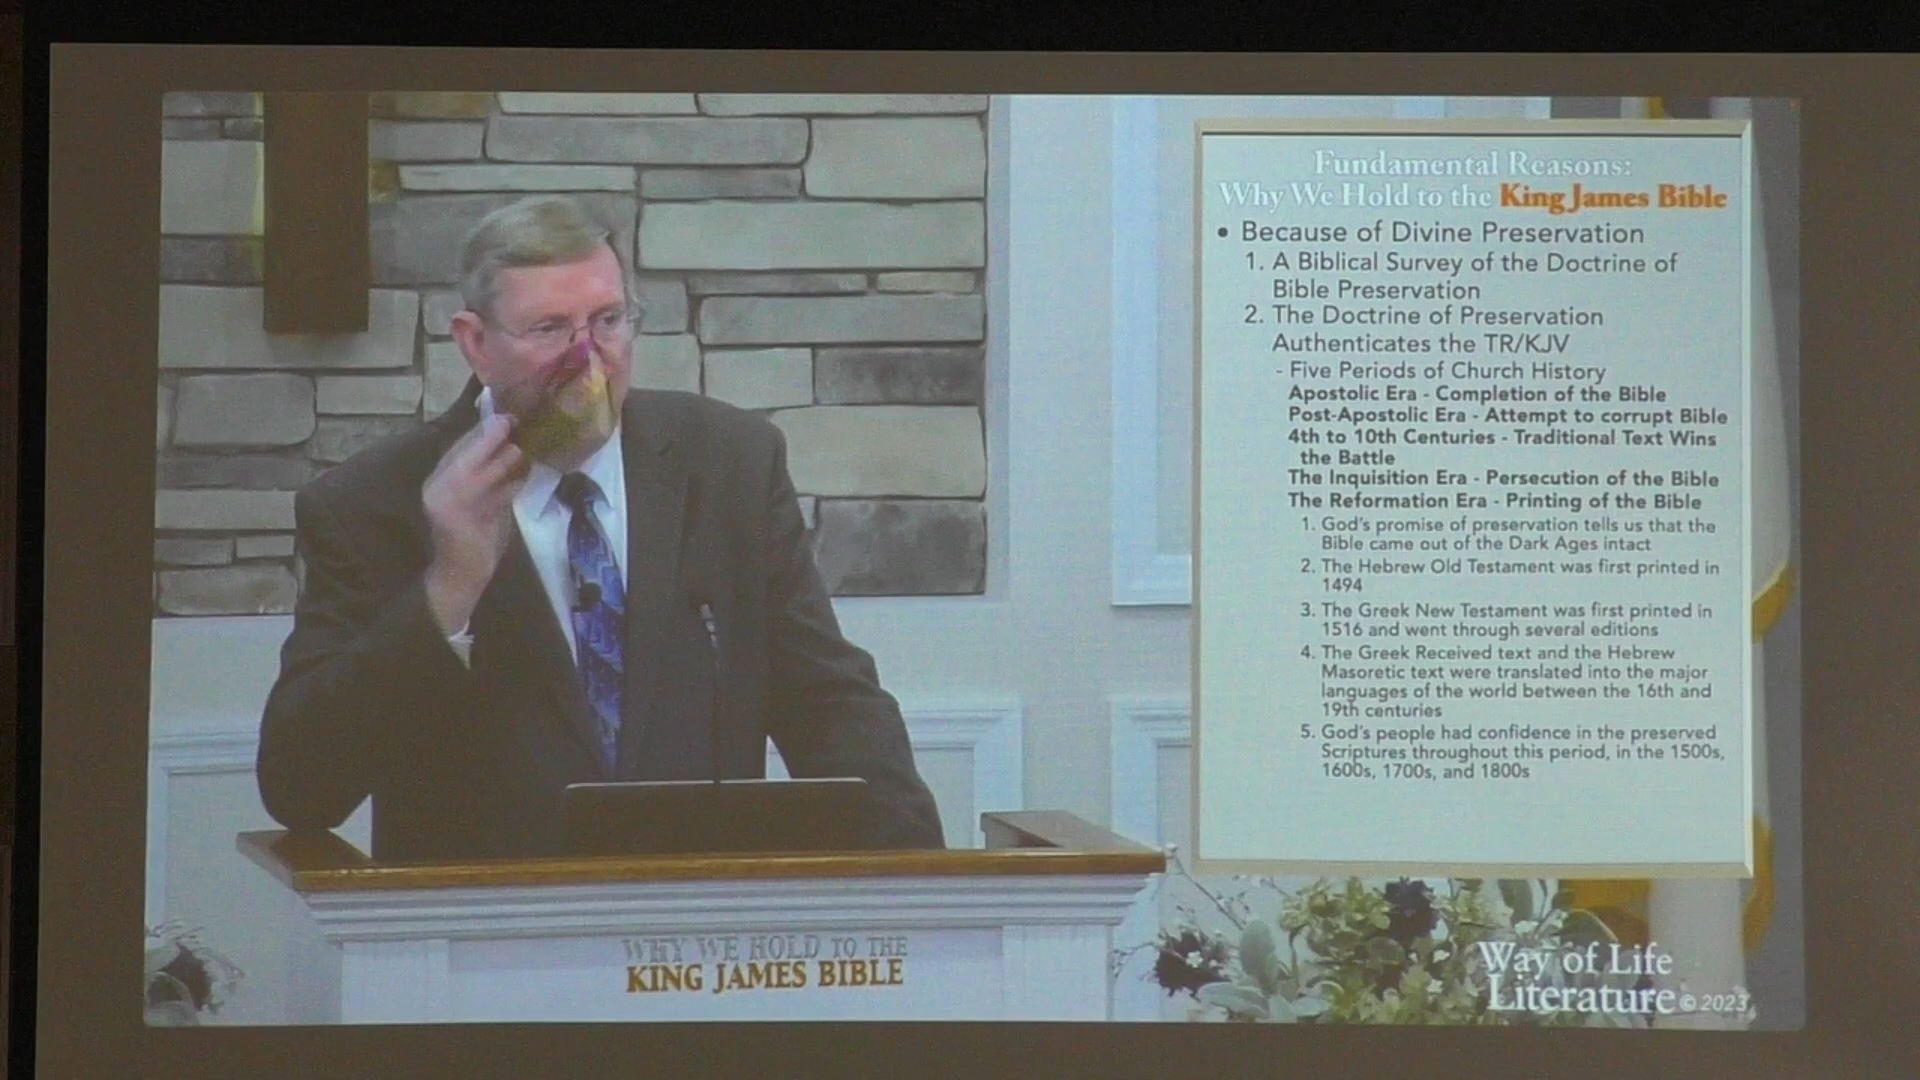 Fundamental Reasons:
Why We Hold to the King James Bible
• Because of Divine Preservation
1. A Biblical Survey of the Doctrine of
Bible Preservation
2. The Doctrine of Preservation
Authenticates the TR/KJV
- Five Periods of Church History
Apostolic Era - Completion of the Bible
Post-Apostolic Era - Attempt to corrupt Bible
4th to 10th Centuries - Traditional Text Wins
the Battle
The Inquisition Era - Persecution of the Bible
The Reformation Era - Printing of the Bible
1. God's promise of preservation tells us that the
Bible came out of the Dark Ages intact
2. The Hebrew Old Testament was first printed in
1494
3. The Greek New Testament was first printed in
1516 and went through several editions
4. The Greek Received text and the Hebrew
Masoretic text were translated into the major
languages of the world between the 16th and
19th centuries
5. God's people had confidence in the preserved
Scriptures throughout this period, in the 1500s,
1600s, 1700s, and 1800s
WHY WE HOLD TO THE
KING JAMES BIBLE
Way of Life
Literature © 2023